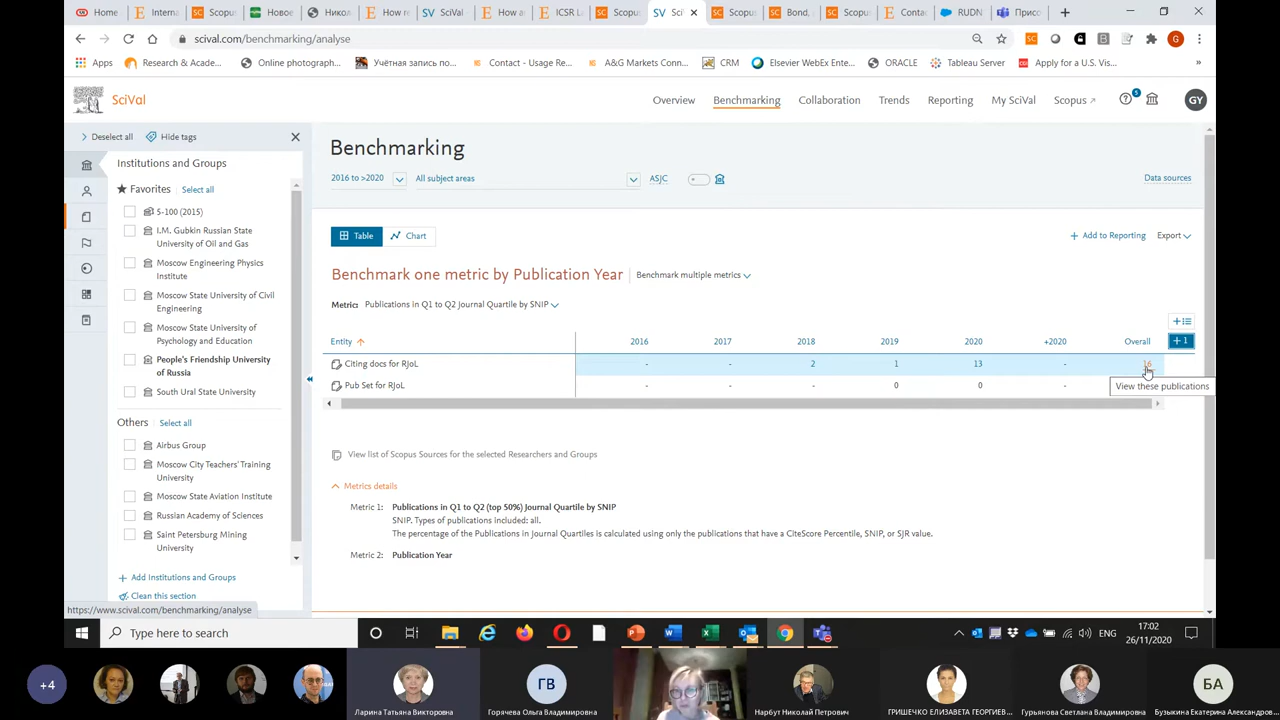 Home
Interna
Scopus
Новое
Никол
How re
SciVal -
How ar
ICSR La
Scopus
Sci
Scopus
Bond, p
Scopus
Contac
RUDN
Присо
scival.com/benchmarking/analyse
G
Apps
Research & Acade...
Online photograph...
Учётная запись по...
Contact - Usage Re...
A&G Markets Conn...
CRM
Elsevier WebEx Ente...
ORACLE
Tableau Server
Apply for a U.S. Vis...
SciVal
Overview
Benchmarking
Collaboration
Trends
Reporting
My SciVal
Scopus
5
GY
Deselect all
Hide tags
Institutions and Groups
Favorites
Select all
5-100 (2015)
I.M. Gubkin Russian State
University of Oil and Gas
Moscow Engineering Physics
Institute
Moscow State University of Civil
Engineering
Moscow State University of
Psychology and Education
People's Friendship University
of Russia
South Ural State University
Others
Select all
Airbus Group
Moscow City Teachers' Training
University
Moscow State Aviation Institute
Russian Academy of Sciences
Saint Petersburg Mining
University
Add Institutions and Groups
Clean this section
https://www.scival.com/benchmarking/analyse
Benchmarking
2016 to >2020
All subject areas
ASJC
Data sources
Table
Chart
+ Add to Reporting
Export
Benchmark one metric by Publication Year
Benchmark multiple metrics
Metric: Publications in Q1 to Q2 Journal Quartile by SNIP
Entity 2016 2017 2018 2019 2020 +2020 Overall
+ 1
Citing docs for RJoL - - 2 1 13 - 16
Pub Set for RJoL - - - 0 0 -
View these publications
View list of Scopus Sources for the selected Researchers and Groups
Metrics details
Metric 1: Publications in Q1 to Q2 (top 50%) Journal Quartile by SNIP
SNIP. Types of publications included: all.
The percentage of the Publications in Journal Quartiles is calculated using only the publications that have a CiteScore Percentile, SNIP, or SJR value.
Metric 2: Publication Year
Type here to search
ENG
17:02
26/11/2020
+4
ГВ
БА
Ларина Татьяна Викторовна
Горячева Ольга Владимировна
Нарбут Николай Петрович
ГРИШЕЧКО ЕЛИЗАВЕТА ГЕОРГИЕВ...
Гурьянова Светлана Владимировна
Бузыкина Екатерина Александров...